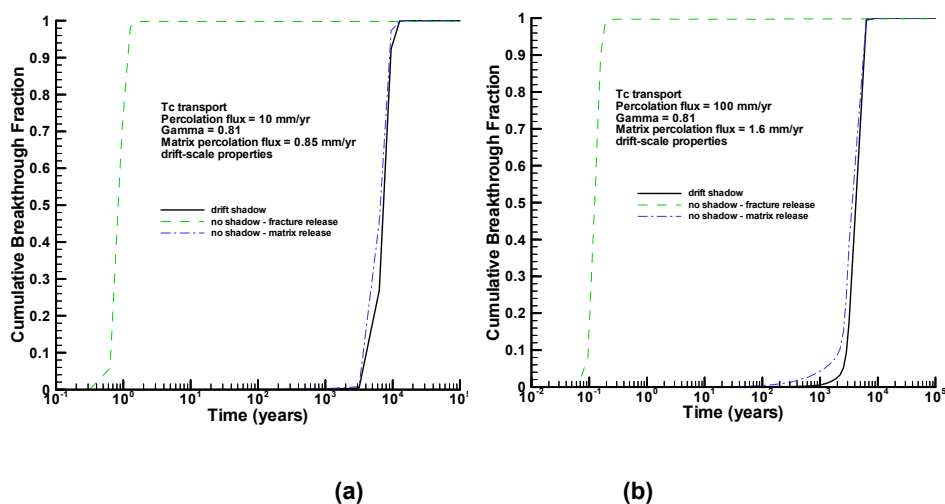 1
0.9
0.8
0.7
0.6
0.5
0.4
0.3
0.2
0.1
0
Cumulative Breakthrough Fraction
Tc transport
Percolation flux = 10 mm/yr
Gamma = 0.81
Matrix percolation flux = 0.85 mm/yr
drift-scale properties
drift shadow
no shadow - fracture release
no shadow - matrix release
10-1 100 101 102 103 104 105
Time (years)
(a)
1
0.9
0.8
0.7
0.6
0.5
0.4
0.3
0.2
0.1
0
Cumulative Breakthrough Fraction
Tc transport
Percolation flux = 100 mm/yr
Gamma = 0.81
Matrix percolation flux = 1.6 mm/yr
drift-scale properties
drift shadow
no shadow - fracture release
no shadow - matrix release
10-2 10-1 100 101 102 103 104 105
Time (years)
(b)